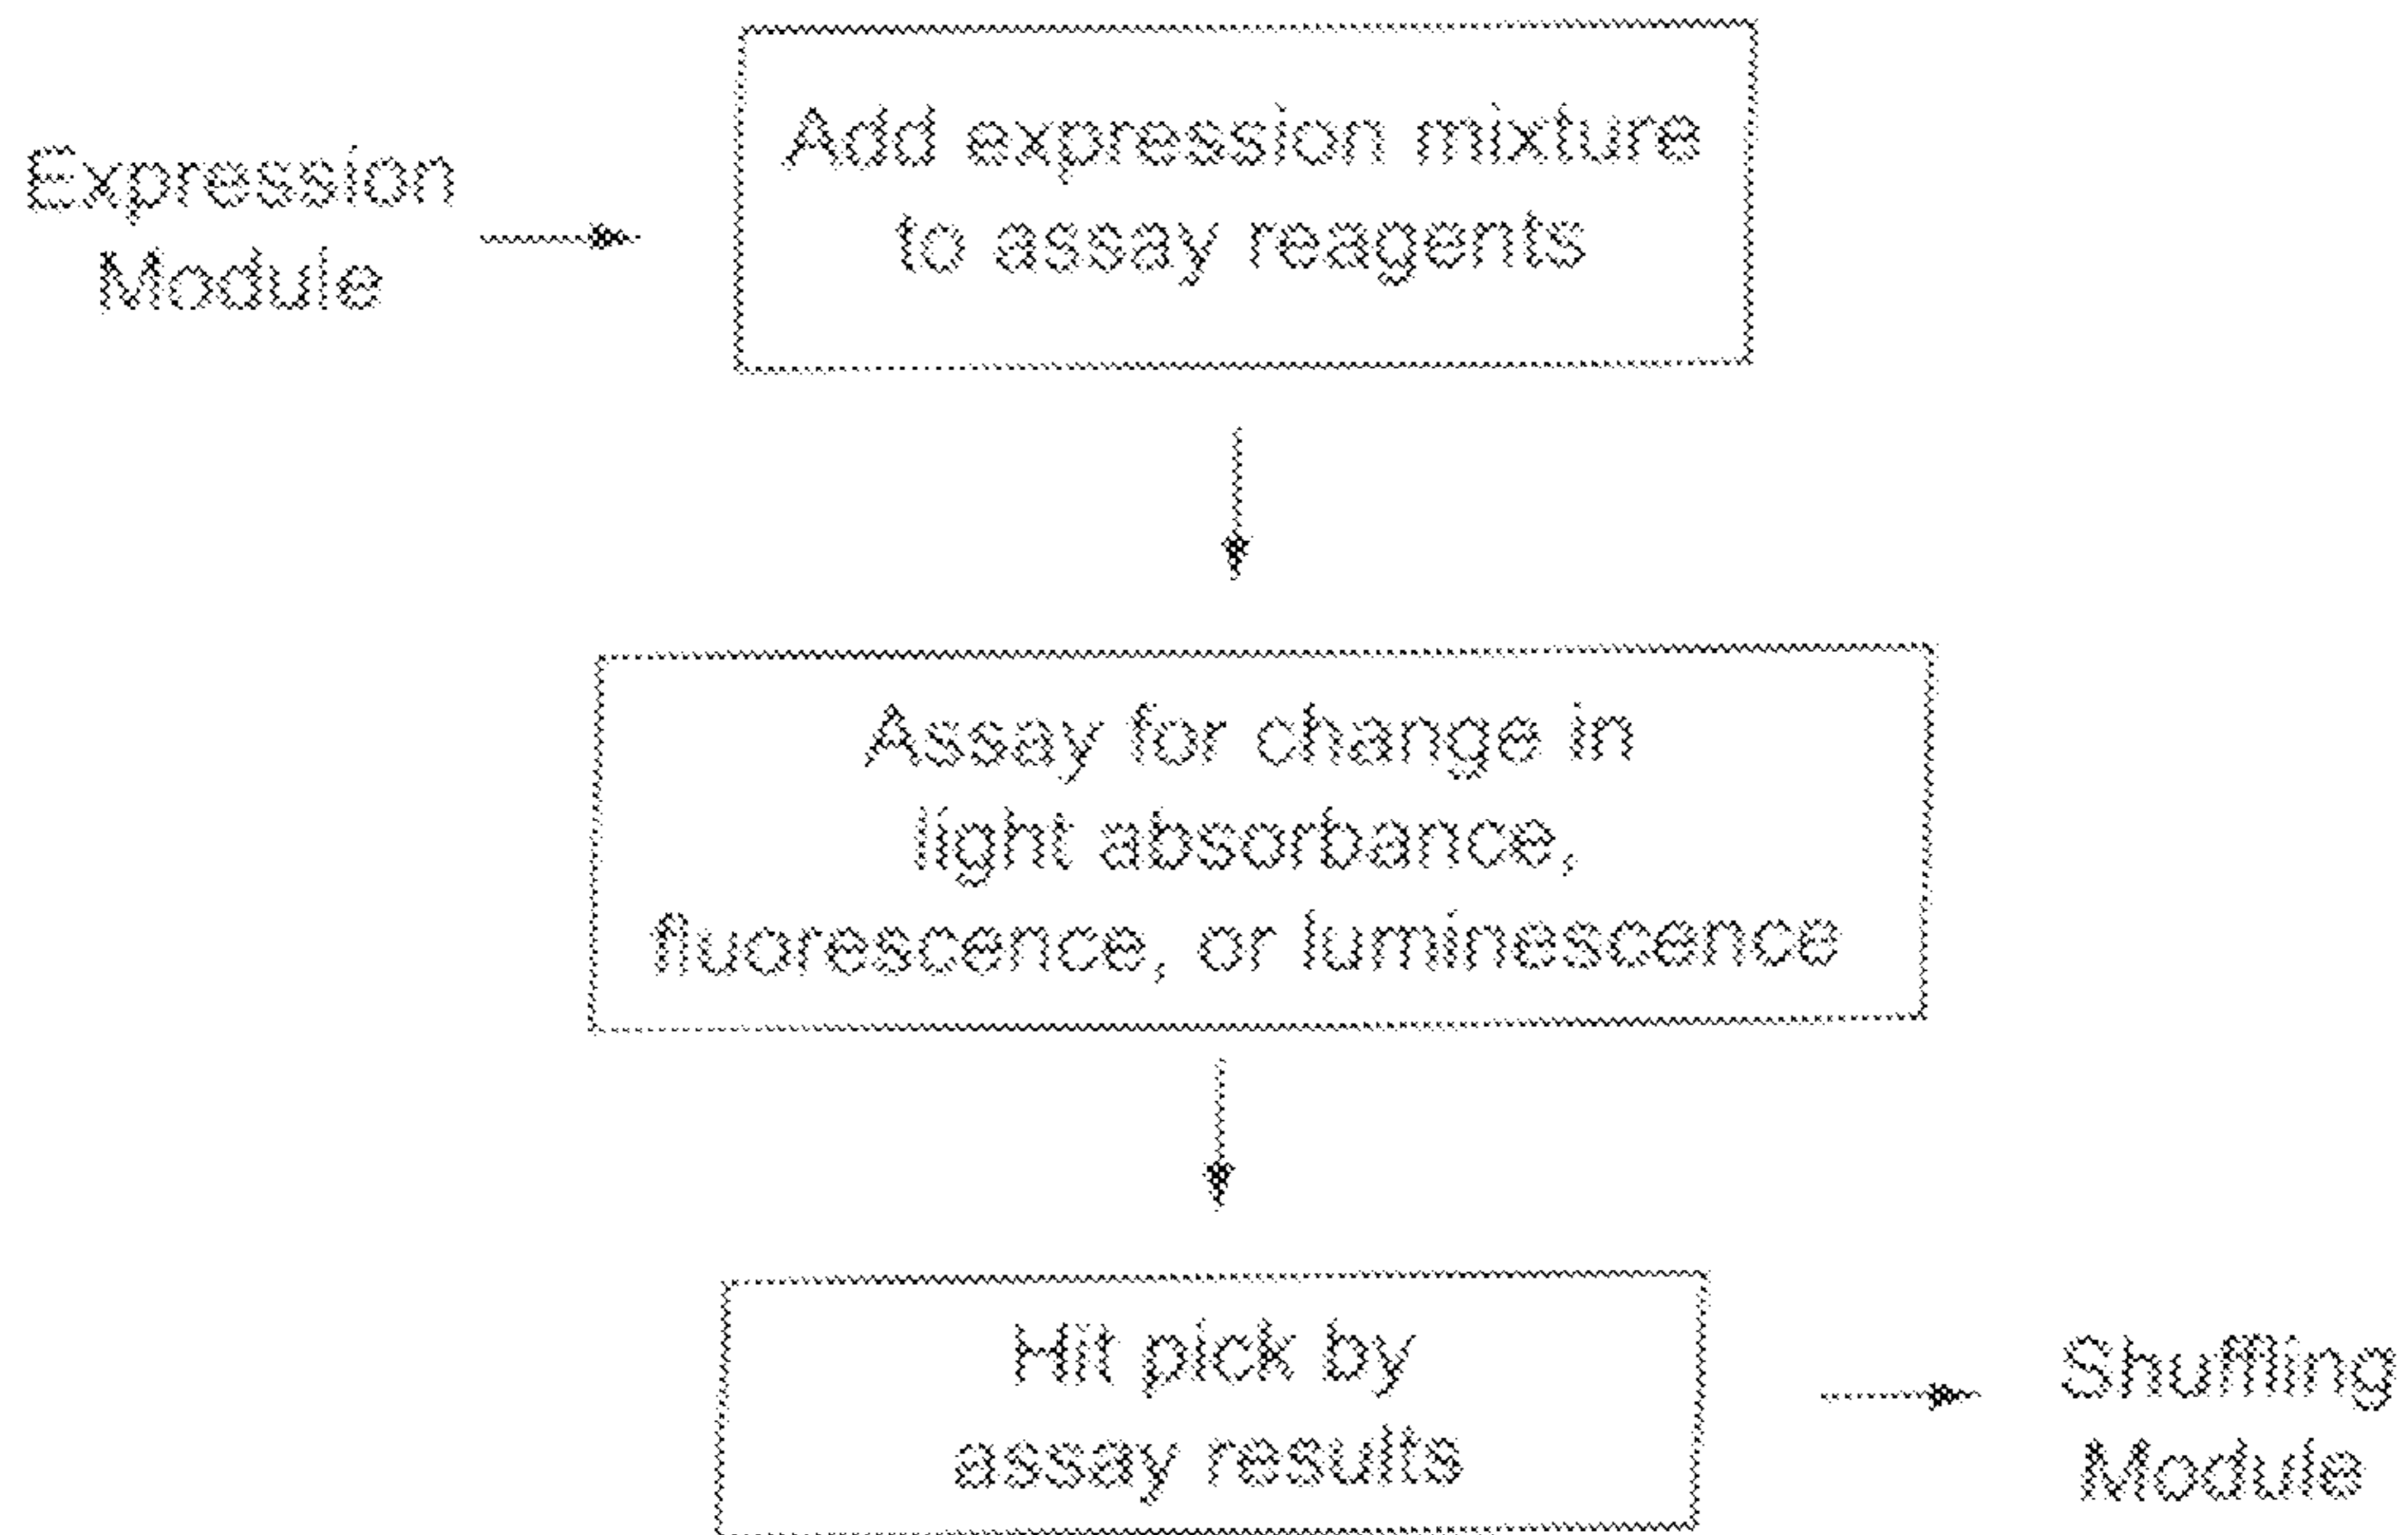 Expression
Module
Add expression mixture
to assay reagents
Assay for change in
light absorbance,
fluorescence, or luminescence
Hit pick by
assay results
Shuffling
Module